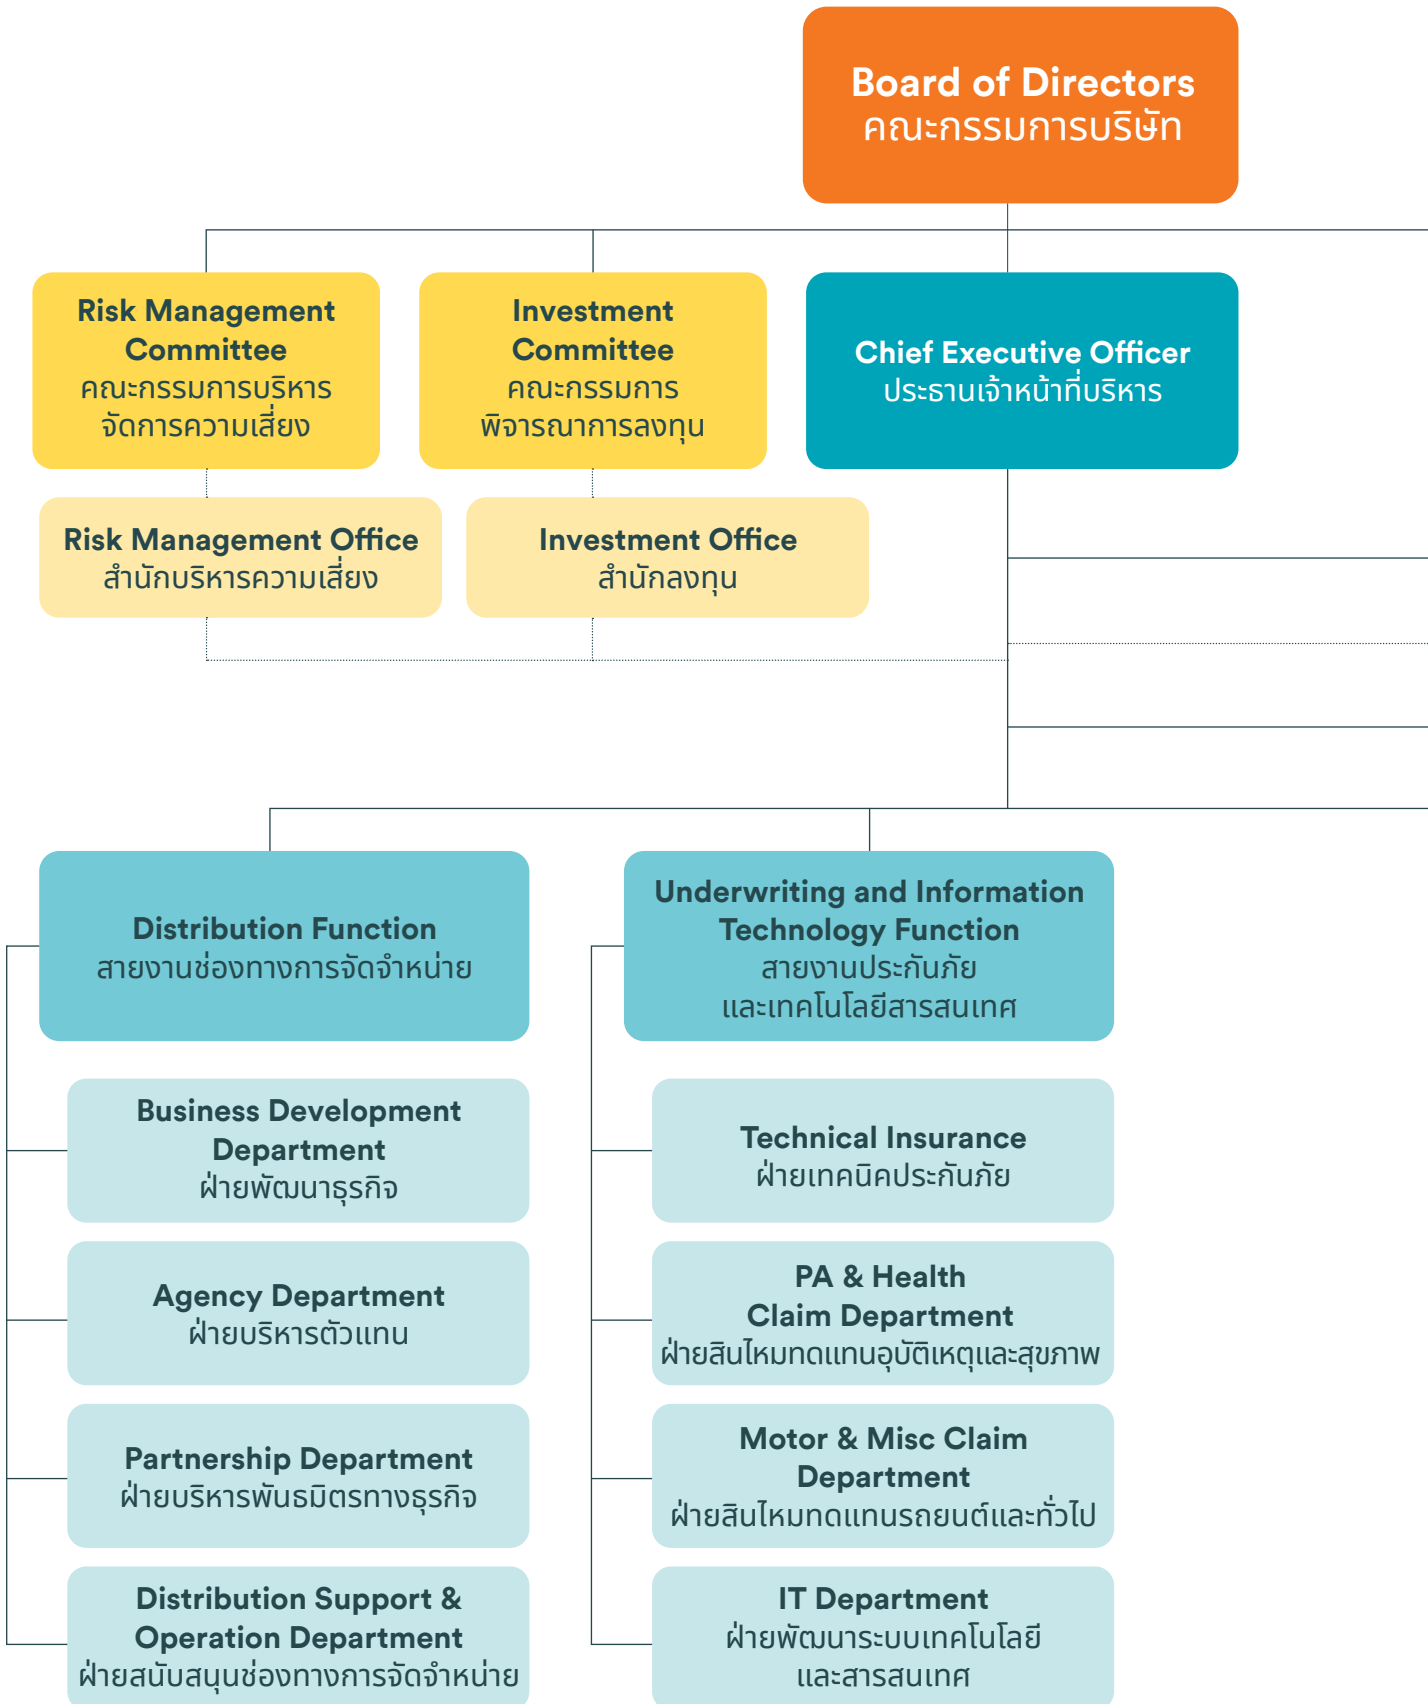 Board of Directors
คณะกรรมการบริษัท
Risk Management
Committee
คณะกรรมการบริหาร
จัดการความเสี่ยง
Investment
Committee
คณะกรรมการ
พิจารณาการลงทุน
Chief Executive Officer
ประธานเจ้าหน้าที่บริหาร
Risk Management Office
สำนักบริหารความเสี่ยง
Investment Office
สำนักลงทุน
Distribution Function
สายงานช่องทางการจัดจำหน่าย
Business Development
Department
ฝ่ายพัฒนาธุรกิจ
Agency Department
ฝ่ายบริหารตัวแทน
Partnership Department
ฝ่ายบริหารพันธมิตรทางธุรกิจ
Distribution Support &
Operation Department
ฝ่ายสนับสนุนช่องทางการจัดจำหน่าย
Underwriting and Information
Technology Function
สายงานประกันภัย
และเทคโนโลยีสารสนเทศ
Technical Insurance
ฝ่ายเทคนิคประกันภัย
PA & Health
Claim Department
ฝ่ายสินไหมทดแทนอุบัติเหตุและสุขภาพ
Motor & Misc Claim
Department
ฝ่ายสินไหมทดแทนรถยนต์และทั่วไป
IT Department
ฝ่ายพัฒนาระบบเทคโนโลยี
และสารสนเทศ